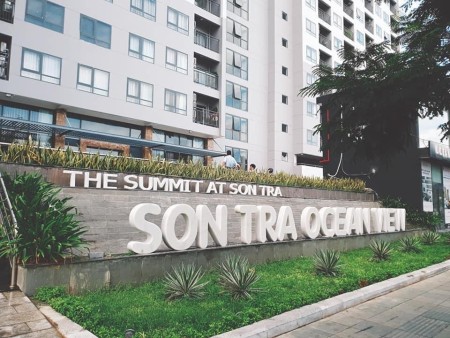 THE SUMMIT AT SON TRA
SON TRA OCEAN VIEW